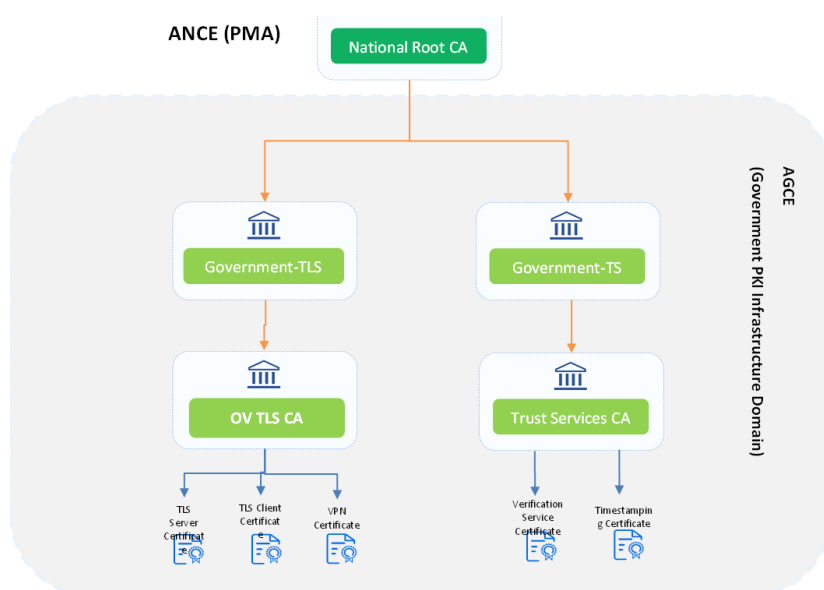 ANCE (PMA)
National Root CA
AGCE
(Government PKI Infrastructure Domain)
Government-TLS
Government-TS
OV TLS CA
Trust Services CA
TLS
Server
Certificat
e
TLS Client
Certificat
e
VPN
Certificate
Verification
Service
Certificate
Timestampin
g Certificate